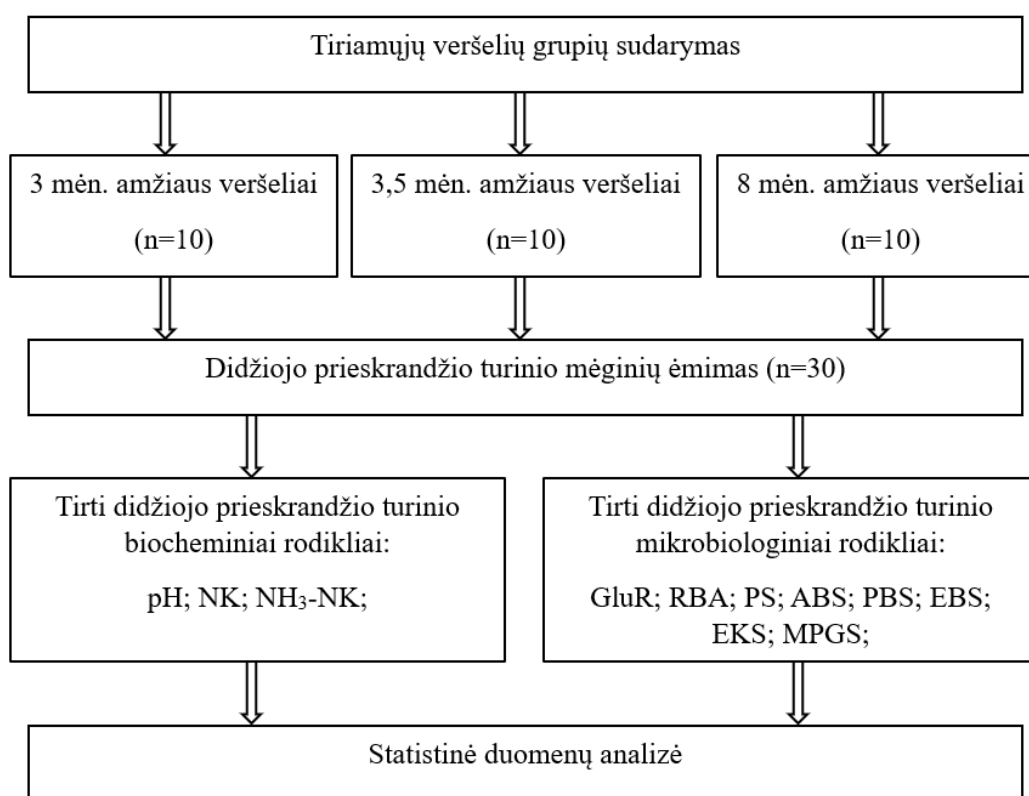 Tiriamųjų veršelių grupių sudarymas
3 mėn. amžiaus veršeliai
(n=10)
3,5 mėn. amžiaus veršeliai
(n=10)
8 mėn. amžiaus veršeliai
(n=10)
Didžiojo prieskrandžio turinio mėginių ėmimas (n=30)
Tirti didžiojo prieskrandžio turinio
biocheminiai rodikliai:
pH; NK; NH₃-NK;
Tirti didžiojo prieskrandžio turinio
mikrobiologiniai rodikliai:
GluR; RBA; PS; ABS; PBS; EBS;
EKS; MPGS;
Statistinė duomenų analizė